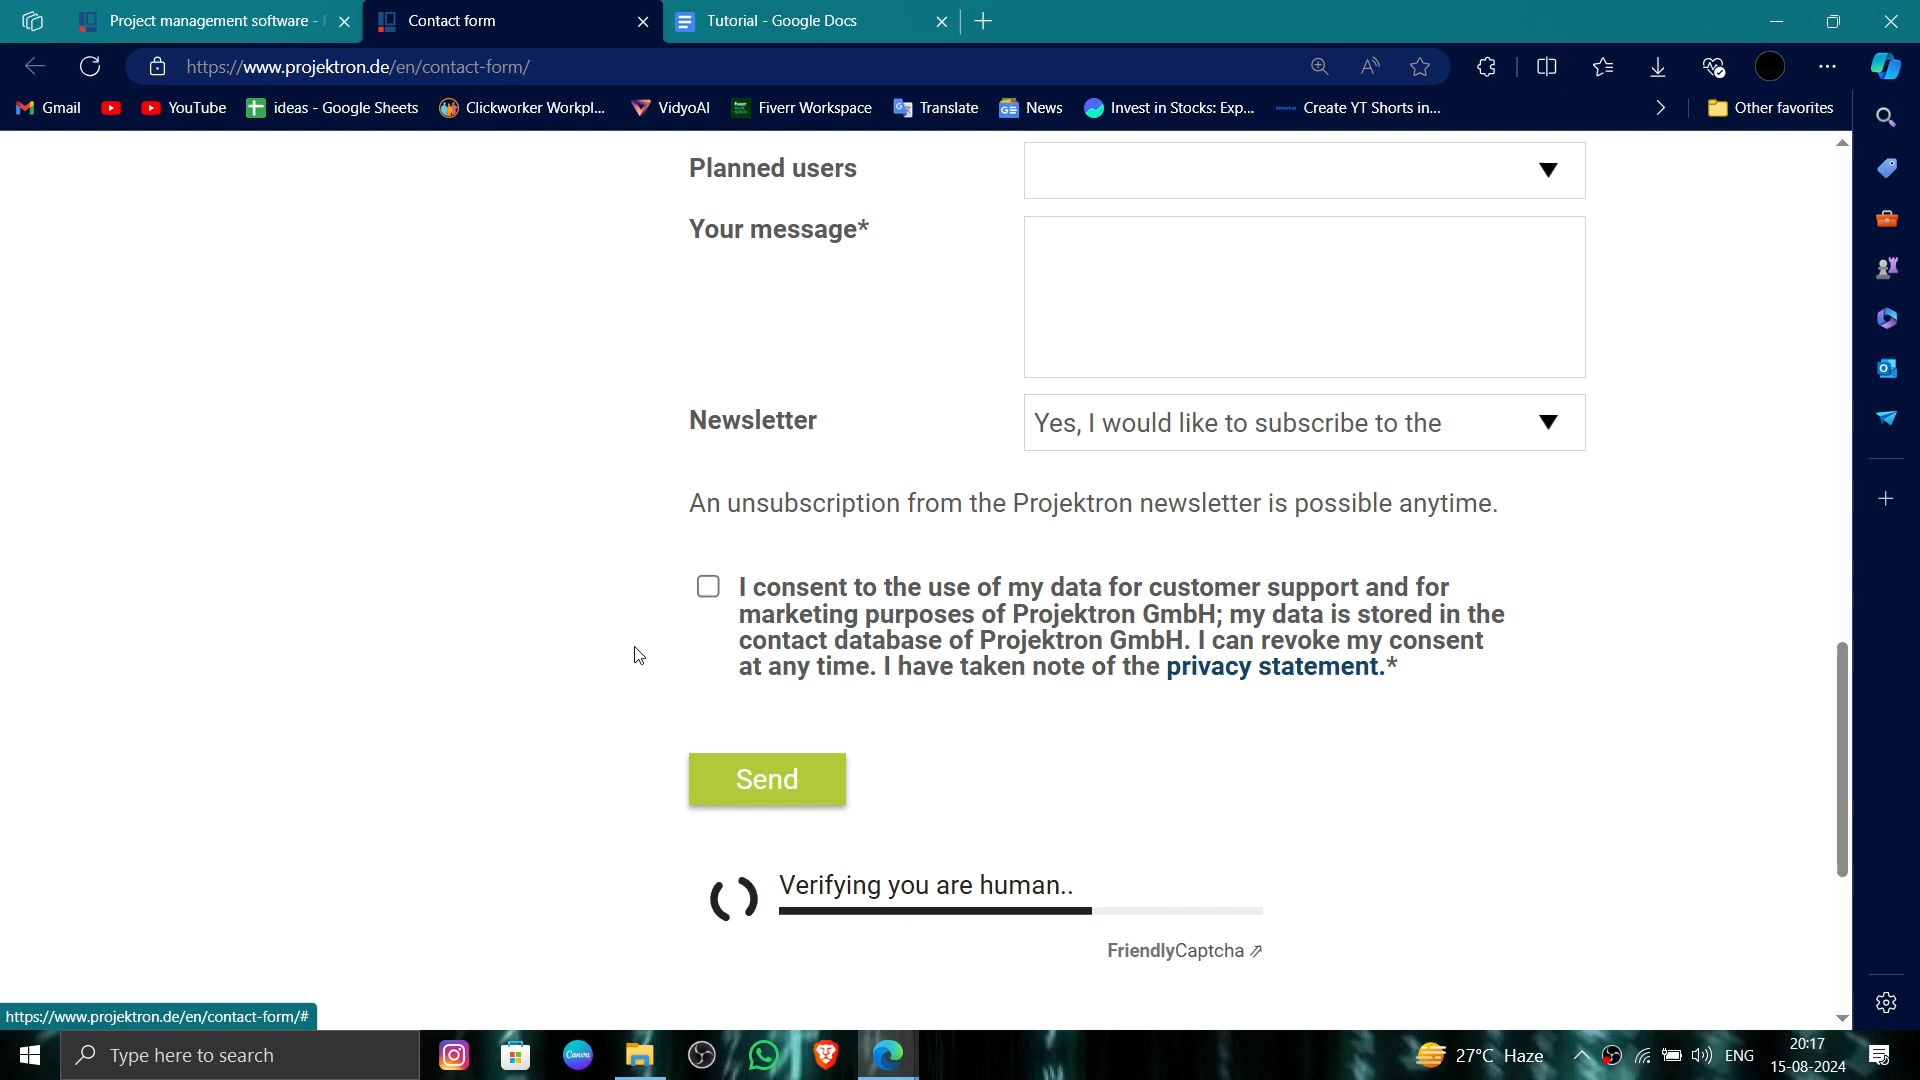 Project management software -
Contact form
Tutorial - Google Docs
https://www.projektron.de/en/contact-form/
Gmail
YouTube
ideas - Google Sheets
Clickworker Workpl...
VidyoAI
Fiverr Workspace
Translate
News
Invest in Stocks: Exp...
Create YT Shorts in...
Other favorites
Planned users
Your message*
Newsletter
Yes, I would like to subscribe to the
An unsubscription from the Projektron newsletter is possible anytime.
I consent to the use of my data for customer support and for
marketing purposes of Projektron GmbH; my data is stored in the
contact database of Projektron GmbH. I can revoke my consent
at any time. I have taken note of the privacy statement.*
Send
Verifying you are human..
FriendlyCaptcha ↗
https://www.projektron.de/en/contact-form/#
Type here to search
Canva
27°C Haze
ENG
20:17
15-08-2024